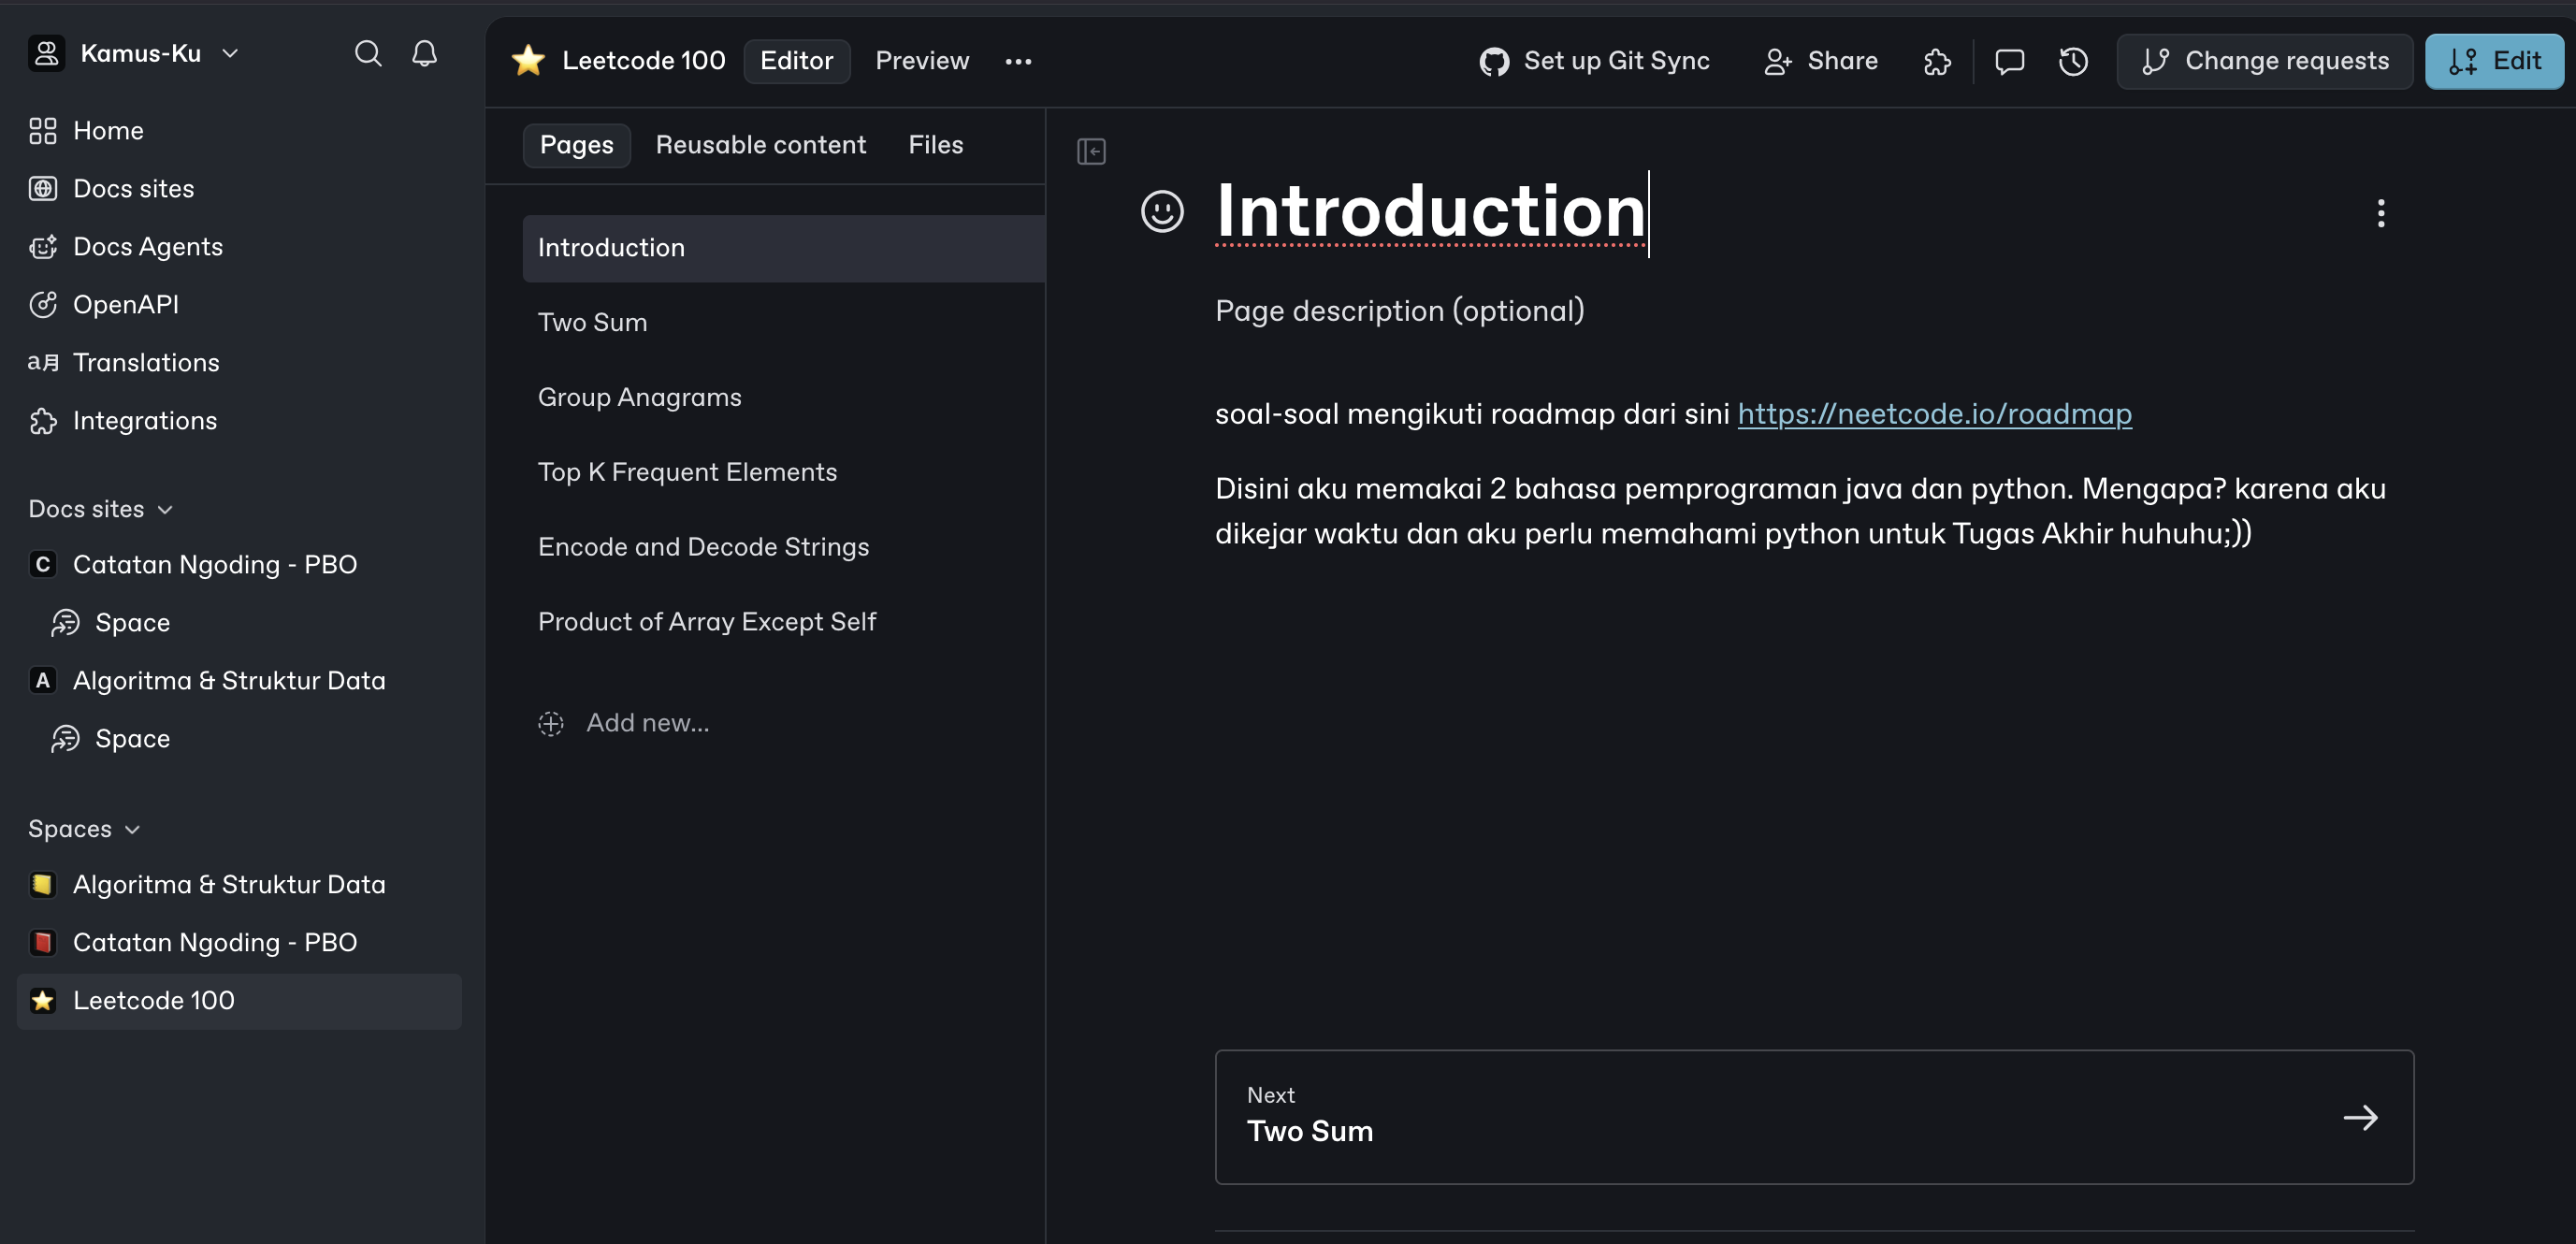 Kamus-Ku
Home
Docs sites
Docs Agents
OpenAPI
Translations
Integrations
Docs sites
C Catatan Ngoding - PBO
Space
A Algoritma & Struktur Data
Space
Spaces
Algoritma & Struktur Data
Catatan Ngoding - PBO
Leetcode 100
Leetcode 100 Editor Preview
Set up Git Sync Share Change requests Edit
Pages Reusable content Files
Introduction
Two Sum
Group Anagrams
Top K Frequent Elements
Encode and Decode Strings
Product of Array Except Self
Add new...
Introduction
Page description (optional)
soal-soal mengikuti roadmap dari sini https://neetcode.io/roadmap
Disini aku memakai 2 bahasa pemprograman java dan python. Mengapa? karena aku
dikejar waktu dan aku perlu memahami python untuk Tugas Akhir huhuhu;))
Next
Two Sum